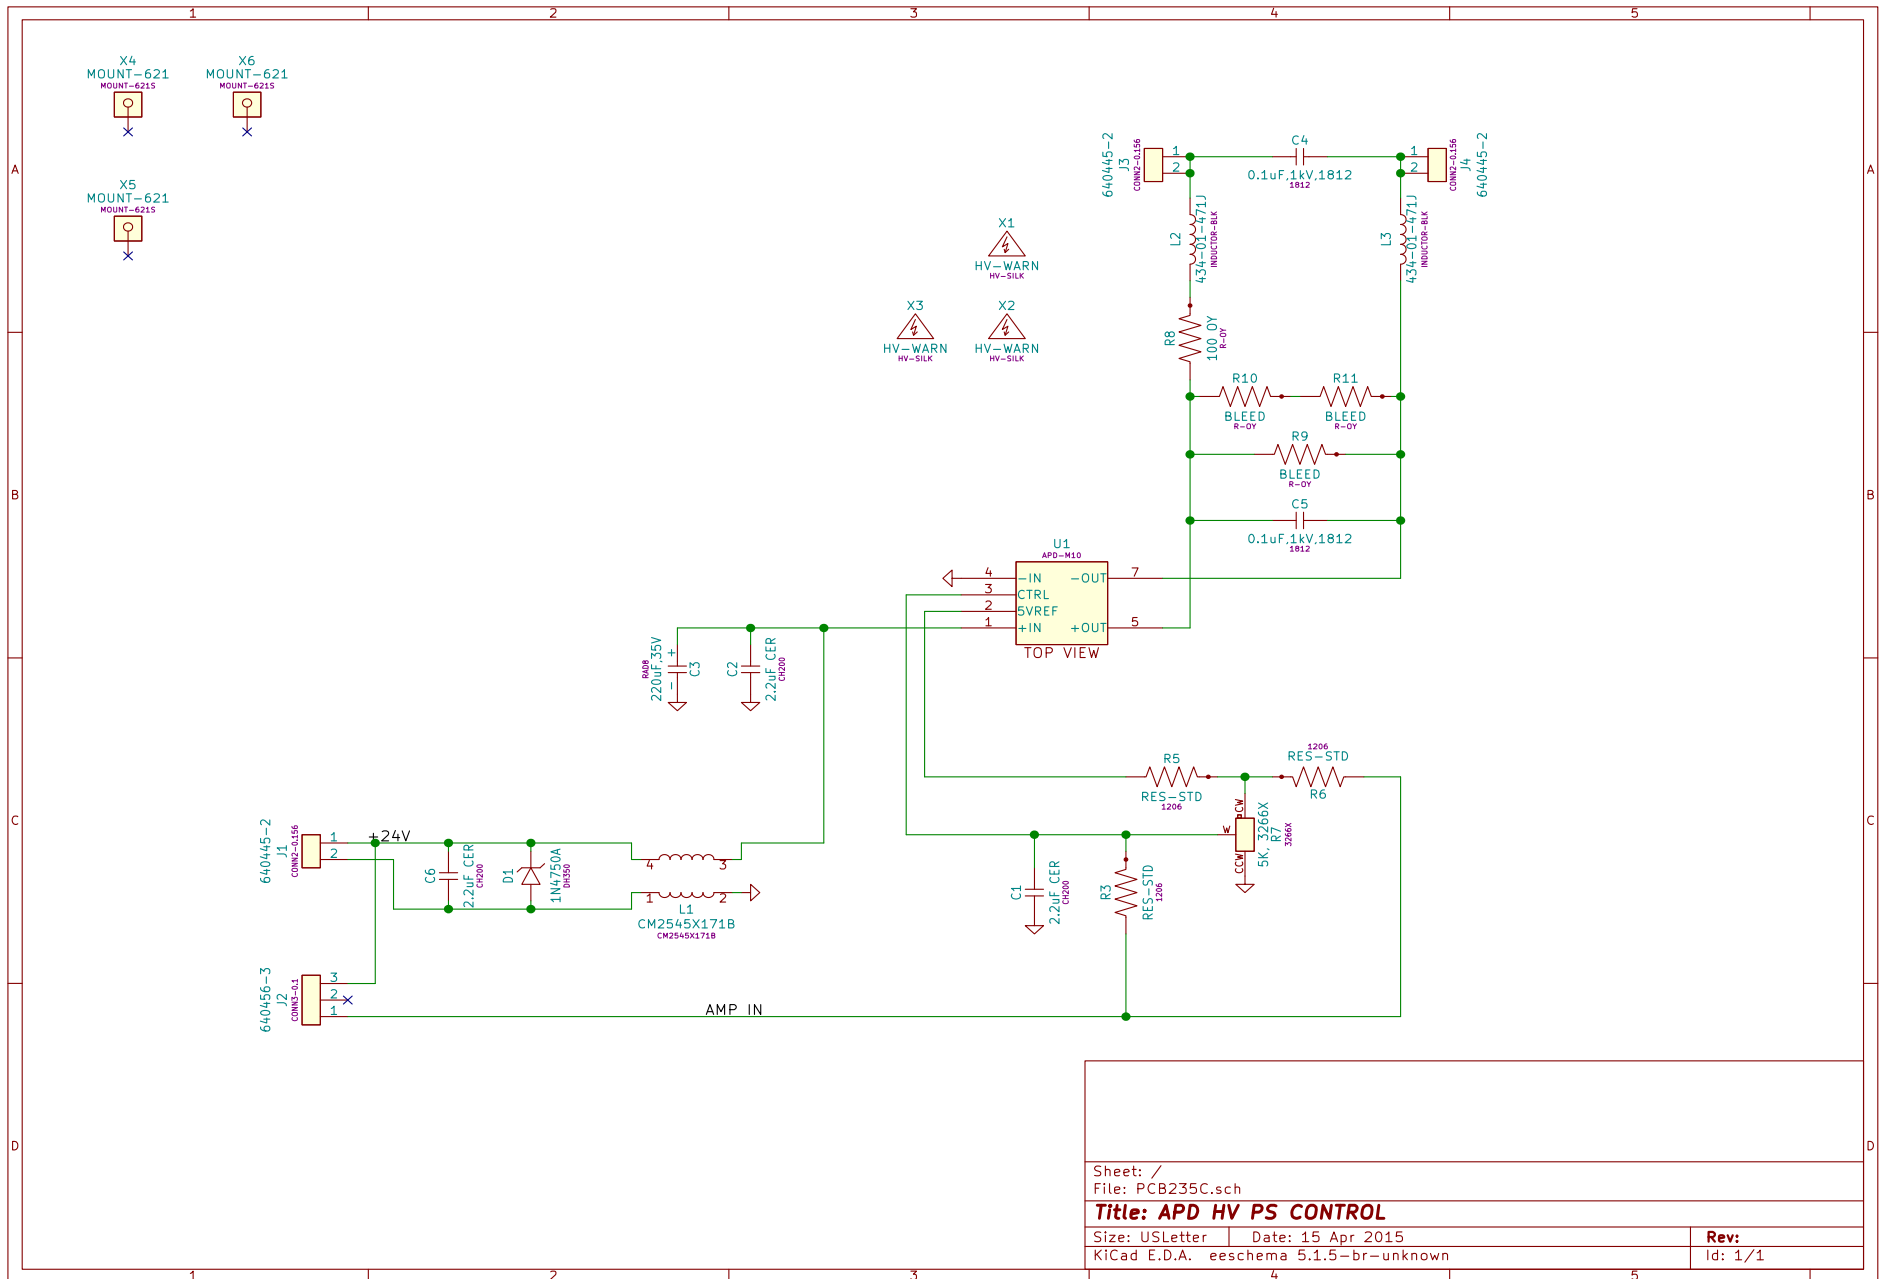 1 2 3 4 5
A
B
C
D
A
B
C
D
X4
MOUNT-621
MOUNT-621S
X6
MOUNT-621
MOUNT-621S
X5
MOUNT-621
MOUNT-621S
X1
HV-WARN
HV-SILK
X3
HV-WARN
HV-SILK
X2
HV-WARN
HV-SILK
640445-2
J3
CONN2-0.156
1
2
C4
0.1uF,1kV,1812
1812
1
2
CONN2-0.156
J4
640445-2
L2
434-01-471J
INDUCTOR-BLK
L3
434-01-471J
INDUCTOR-BLK
R8
100 OY
R-OY
R10
BLEED
R-OY
R11
BLEED
R-OY
R9
BLEED
R-OY
C5
0.1uF,1kV,1812
1812
U1
APD-M10
4 -IN
3 CTRL
2 5VREF
1 +IN
-OUT 7
+OUT 5
TOP VIEW
RAD8
220uF,35V
+
-
C3
C2
2.2uF CER
CH200
R5
RES-STD
1206
1206
RES-STD
R6
CW
W
CCW
5K, 3266X
R7
3266X
C1
2.2uF CER
CH200
R3
RES-STD
1206
640445-2
J1
CONN2-0.156
1
2
+24V
C6
2.2uF CER
CH200
D1
1N4750A
DH350
4 3
1 2
L1
CM2545X171B
CM2545X171B
640456-3
J2
CONN3-0.1
3
2
1
AMP IN
Sheet: /
File: PCB235C.sch
Title: APD HV PS CONTROL
Size: USLetter Date: 15 Apr 2015 Rev:
KiCad E.D.A. eeschema 5.1.5-br-unknown Id: 1/1
1 2 3 4 5